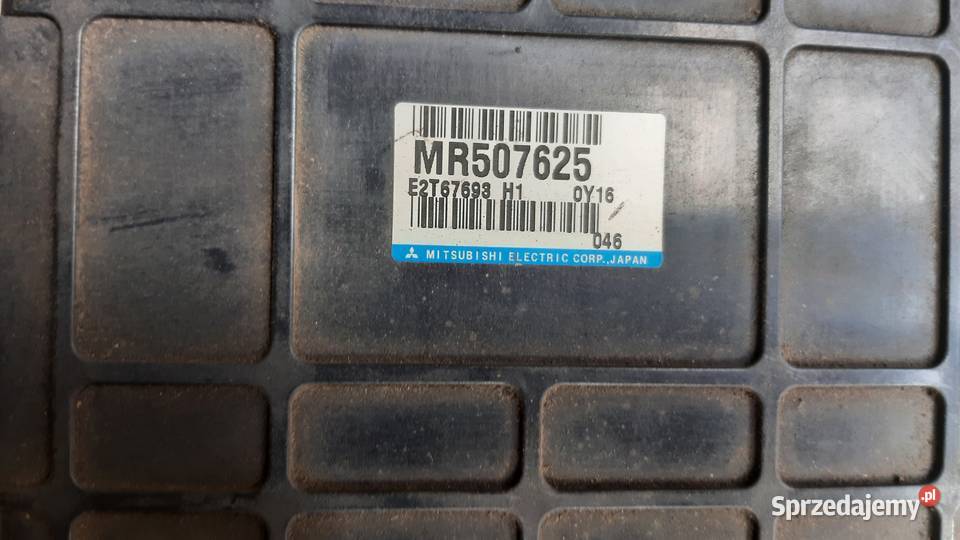 MR507625
E2T67693 H1 0Y16
046
MITSUBISHI ELECTRIC CORP.,JAPAN
Sprzedajemy.pl